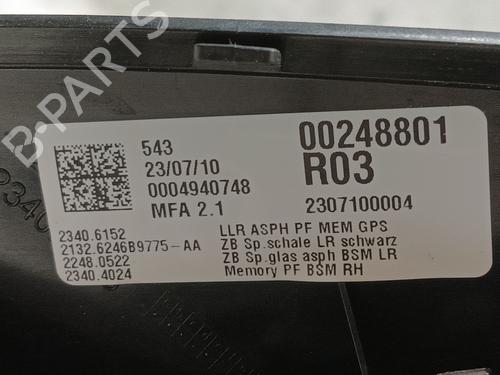 B-PARTS
543
23/07/10
0004940748
MFA 2.1
00248801
R03
2307100004
2340.6152 LLR ASPH PF MEM GPS
2132.6246B9775-AA ZB Sp.schale LR schwarz
2248.0522 ZB Sp.glas asph BSM LR
2340.4024 Memory PF BSM RH